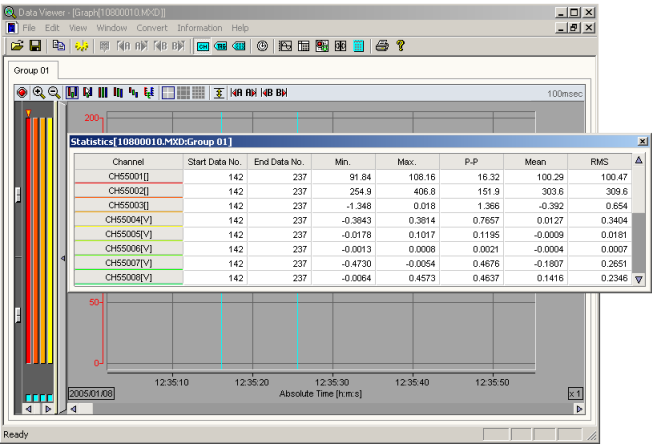 Data Viewer - [Graph[10800010.MXD]]
File Edit View Window Convert Information Help
Group 01
100msec
200
Statistics[10800010.MXD:Group 01]
Channel Start Data No. End Data No. Min. Max. P-P Mean RMS
CH55001[] 142 237 91.84 108.16 16.32 100.29 100.47
CH55002[] 142 237 254.9 406.8 151.9 303.6 309.6
CH55003[] 142 237 -1.348 0.018 1.366 -0.392 0.654
CH55004[V] 142 237 -0.3843 0.3814 0.7657 0.0127 0.3404
CH55005[V] 142 237 -0.0178 0.1017 0.1195 -0.0009 0.0181
CH55006[V] 142 237 -0.0013 0.0008 0.0021 -0.0004 0.0007
CH55007[V] 142 237 -0.4730 -0.0054 0.4676 -0.1807 0.2651
CH55008[V] 142 237 -0.0064 0.4573 0.4637 0.1416 0.2346
50
0
12:35:10 12:35:20 12:35:30 12:35:40 12:35:50
2005/01/08 Absolute Time [h:m:s] x 1
Ready